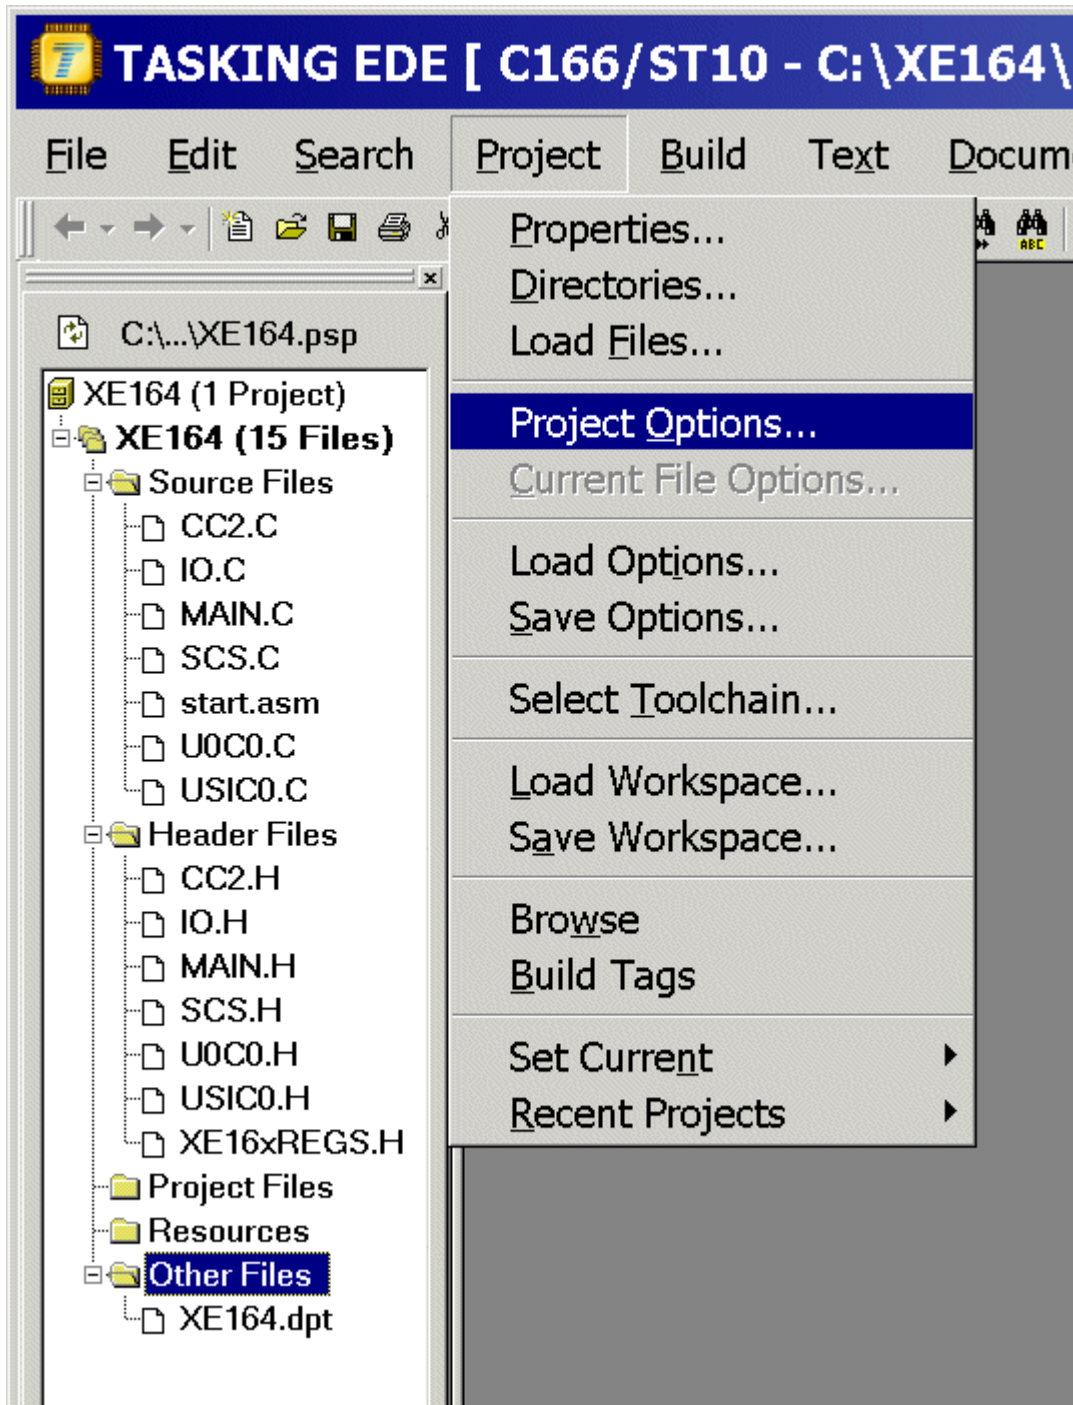 TASKING EDE [ C166/ST10 - C:\XE164\
File Edit Search Project Build Text Docum
ABC
C:\...\XE164.psp
XE164 (1 Project)
XE164 (15 Files)
Source Files
CC2.C
IO.C
MAIN.C
SCS.C
start.asm
U0C0.C
USIC0.C
Header Files
CC2.H
IO.H
MAIN.H
SCS.H
U0C0.H
USIC0.H
XE16xREGS.H
Project Files
Resources
Other Files
XE164.dpt
Properties...
Directories...
Load Files...
Project Options...
Current File Options...
Load Options...
Save Options...
Select Toolchain...
Load Workspace...
Save Workspace...
Browse
Build Tags
Set Current
Recent Projects